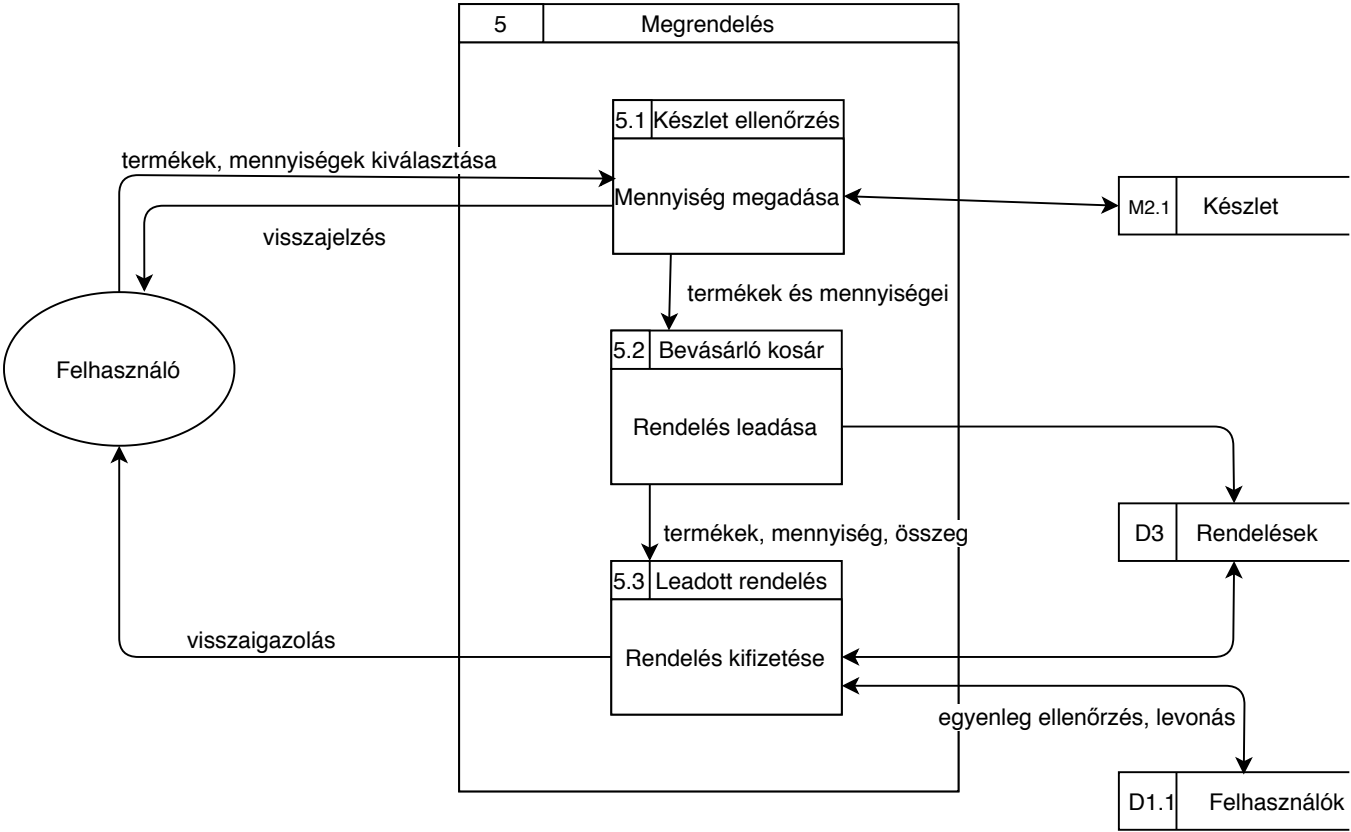 5 Megrendelés
5.1 Készlet ellenőrzés
termékek, mennyiségek kiválasztása
Mennyiség megadása
M2.1 Készlet
visszajelzés
termékek és mennyiségei
5.2 Bevásárló kosár
Felhasználó
Rendelés leadása
termékek, mennyiség, összeg
D3 Rendelések
5.3 Leadott rendelés
visszaigazolás
Rendelés kifizetése
egyenleg ellenőrzés, levonás
D1.1 Felhasználók